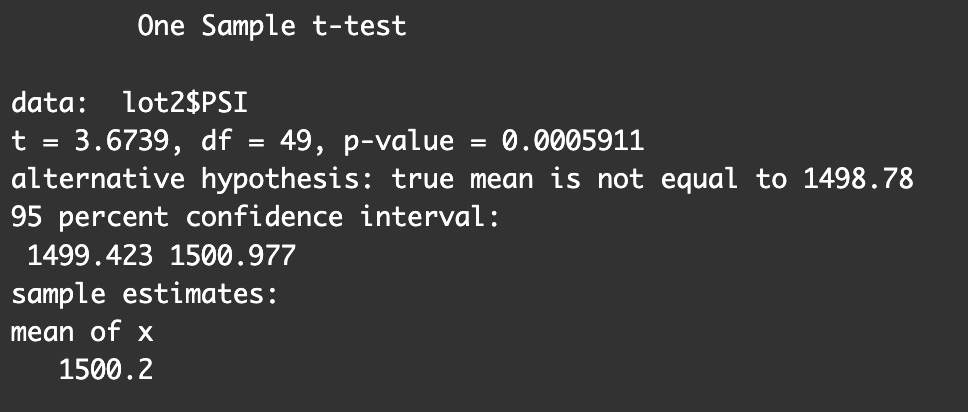 One Sample t-test
data:  lot2$PSI
t = 3.6739, df = 49, p-value = 0.0005911
alternative hypothesis: true mean is not equal to 1498.78
95 percent confidence interval:
1499.423 1500.977
sample estimates:
mean of x
1500.2